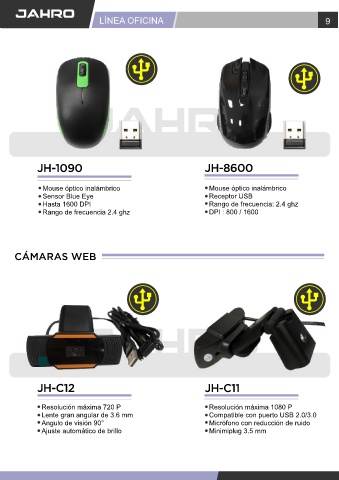 JAHRO
LÍNEA OFICINA
9
JAHRO
JH-1090
Mouse óptico inalámbrico
Sensor Blue Eye
Hasta 1600 DPI
Rango de frecuencia 2.4 ghz
JH-8600
Mouse óptico inalámbrico
Receptor USB
Rango de frecuencia: 2.4 ghz
DPI : 800 / 1600
CÁMARAS WEB
JAHRO
JH-C12
Resolución máxima 720 P
Lente gran angular de 3.6 mm
Angulo de visión 90°
Ajuste automático de brillo
JH-C11
Resolución máxima 1080 P
Compatible con puerto USB 2.0/3.0
Micrófono con reducción de ruido
Minimiplug 3.5 mm